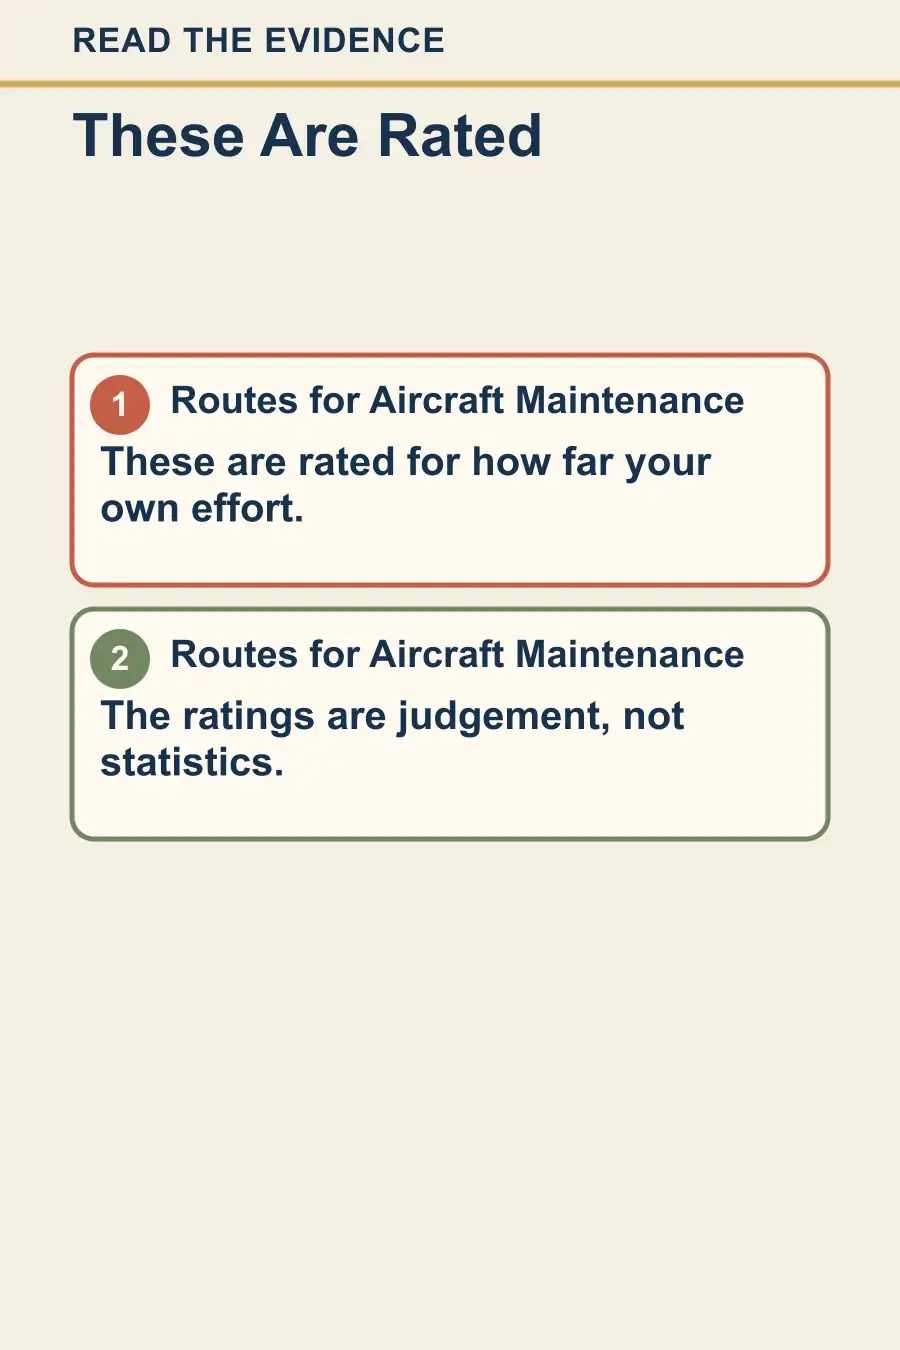 READ THE EVIDENCE
These Are Rated
1 Routes for Aircraft Maintenance
These are rated for how far your
own effort.
2 Routes for Aircraft Maintenance
The ratings are judgement, not
statistics.